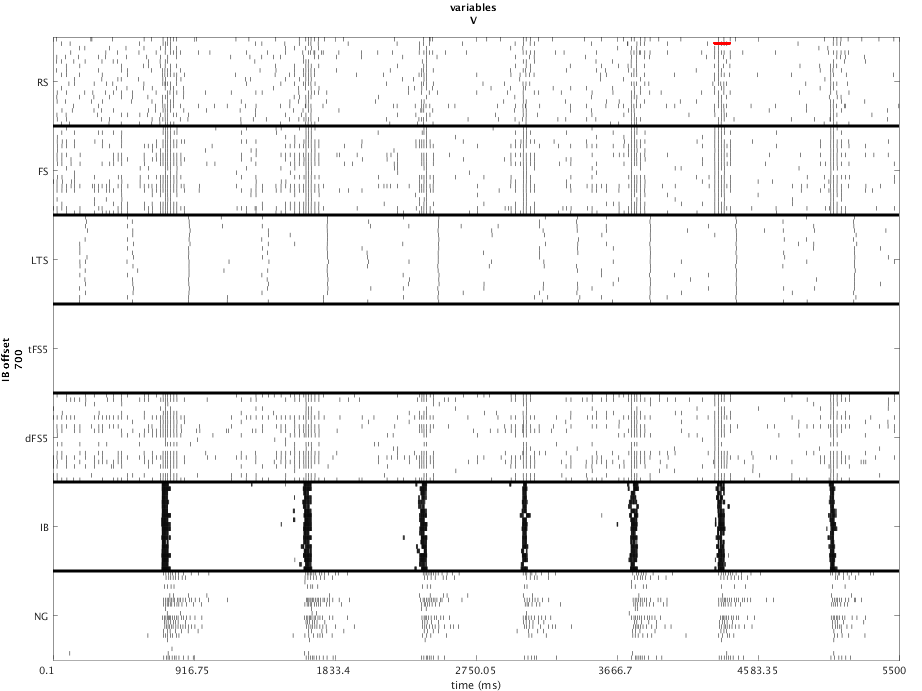 variables
V
RS
FS
LTS
tFS5
dFS5
IB
NG
IB offset
700
0.1
916.75
1833.4
2750.05
3666.7
4583.35
5500
time (ms)